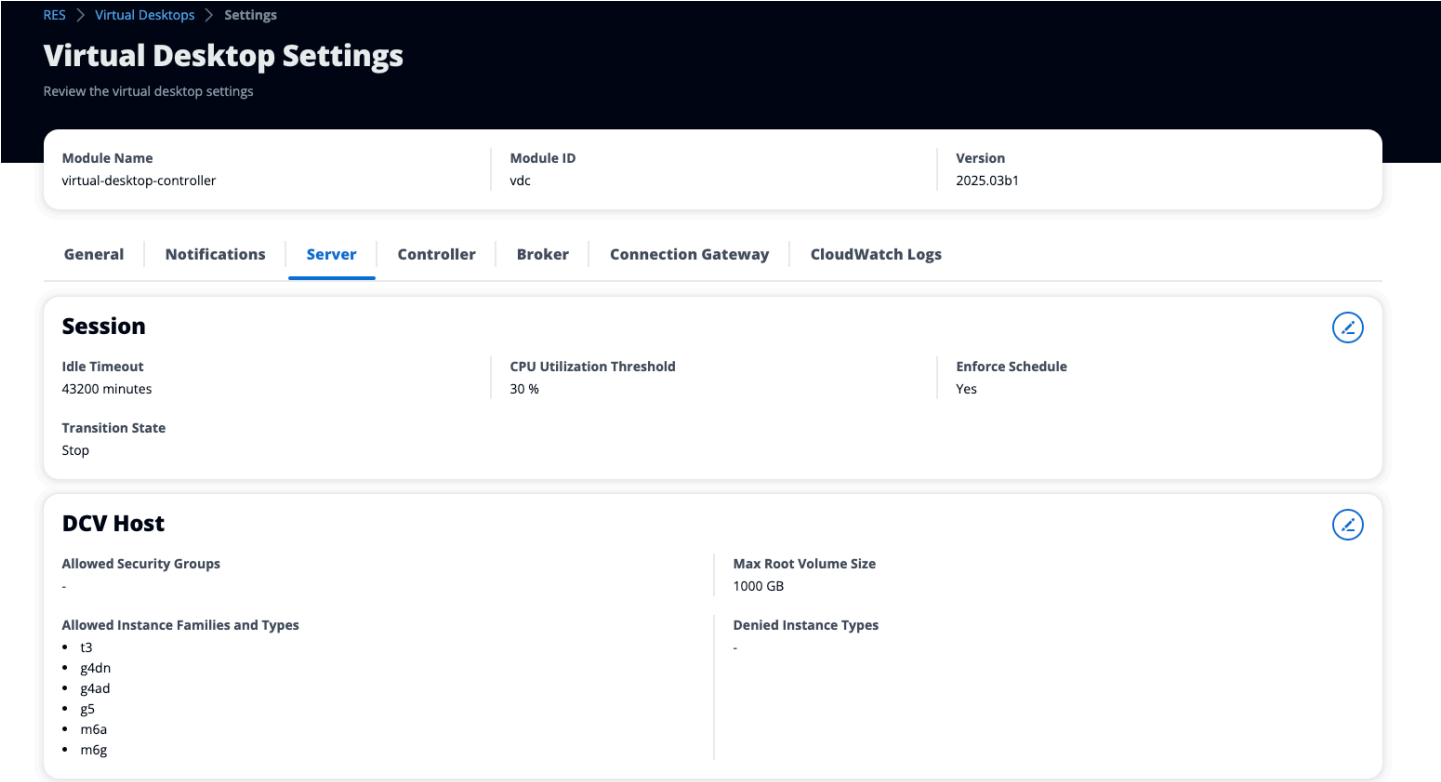 RES > Virtual Desktops > Settings
Virtual Desktop Settings
Review the virtual desktop settings
Module Name
virtual-desktop-controller
Module ID
vdc
Version
2025.03b1
General
Notifications
Server
Controller
Broker
Connection Gateway
CloudWatch Logs
Session
Idle Timeout
43200 minutes
CPU Utilization Threshold
30 %
Enforce Schedule
Yes
Transition State
Stop
DCV Host
Allowed Security Groups
-
Max Root Volume Size
1000 GB
Allowed Instance Families and Types
• t3
• g4dn
• g4ad
• g5
• m6a
• m6g
Denied Instance Types
-